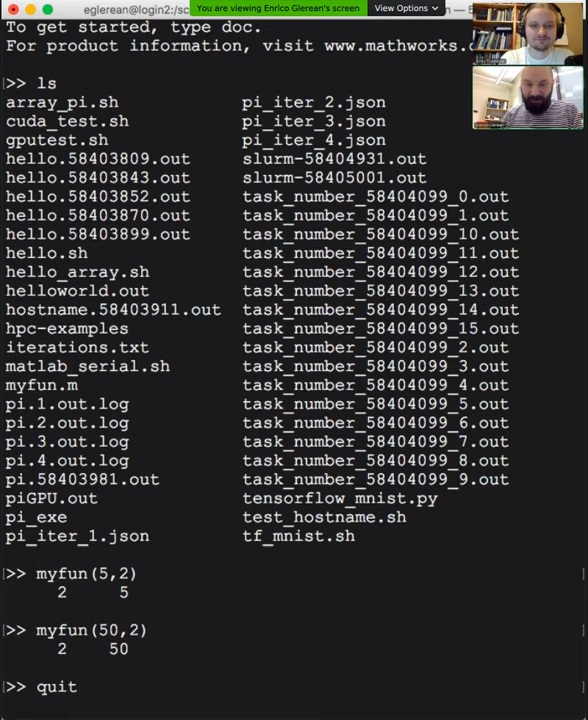 eglerean@login2:/sc
You are viewing Enrico Glerean's screen
View Options
To get started, type doc.
For product information, visit www.mathworks.
>> ls
array_pi.sh pi_iter_2.json
cuda_test.sh pi_iter_3.json
gputest.sh pi_iter_4.json
hello.58403809.out slurm-58404931.out
hello.58403843.out slurm-58405001.out
hello.58403852.out task_number_58404099_0.out
hello.58403870.out task_number_58404099_1.out
hello.58403899.out task_number_58404099_10.out
hello.sh task_number_58404099_11.out
hello_array.sh task_number_58404099_12.out
helloworld.out task_number_58404099_13.out
hostname.58403911.out task_number_58404099_14.out
hpc-examples task_number_58404099_15.out
iterations.txt task_number_58404099_2.out
matlab_serial.sh task_number_58404099_3.out
myfun.m task_number_58404099_4.out
pi.1.out.log task_number_58404099_5.out
pi.2.out.log task_number_58404099_6.out
pi.3.out.log task_number_58404099_7.out
pi.4.out.log task_number_58404099_8.out
pi.58403981.out task_number_58404099_9.out
piGPU.out tensorflow_mnist.py
pi_exe test_hostname.sh
pi_iter_1.json tf_mnist.sh
[>> myfun(5,2) ]
2 5
[>> myfun(50,2) ]
2 50
[>> quit ]